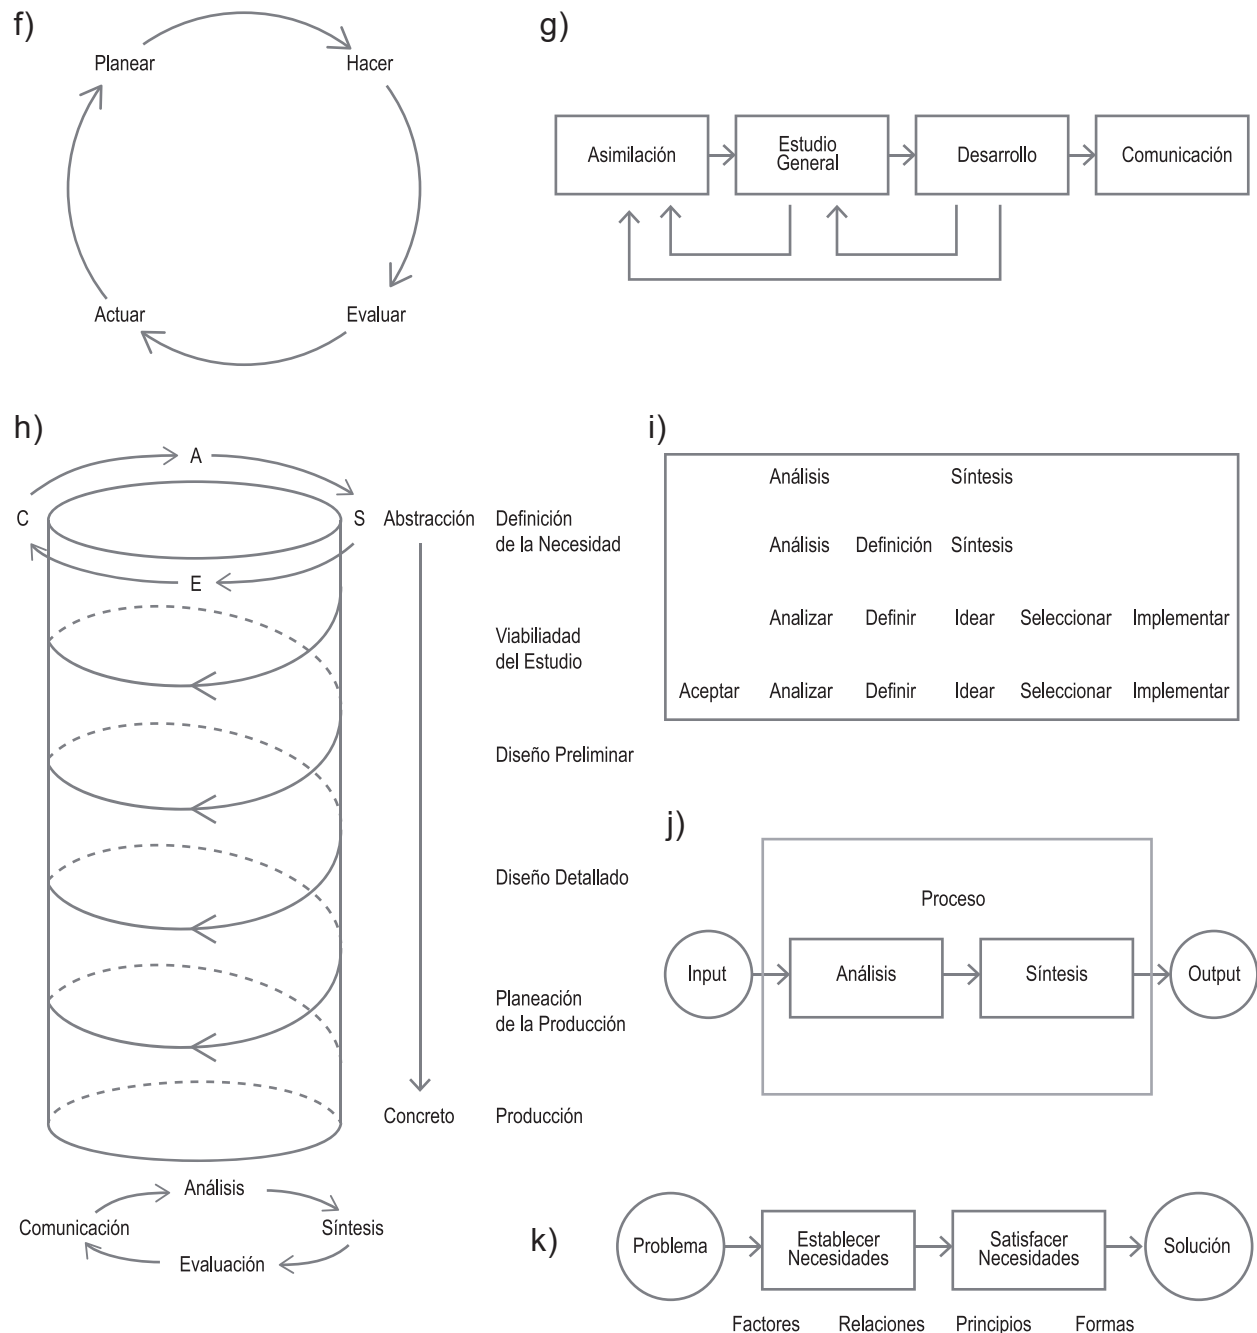 f)
Planear
Hacer
Actuar
Evaluar
g)
Asimilación
Estudio
General
Desarrollo
Comunicación
h)
A
C
S
E
Abstracción
Definición
de la Necesidad
Viabiliadad
del Estudio
Diseño Preliminar
Diseño Detallado
Planeación
de la Producción
Concreto
Producción
Análisis
Comunicación
Síntesis
Evaluación
i)
Análisis Síntesis
Análisis Definición Síntesis
Analizar Definir Idear Seleccionar Implementar
Aceptar Analizar Definir Idear Seleccionar Implementar
j)
Proceso
Input
Análisis
Síntesis
Output
k)
Problema
Establecer
Necesidades
Satisfacer
Necesidades
Solución
Factores Relaciones Principios Formas